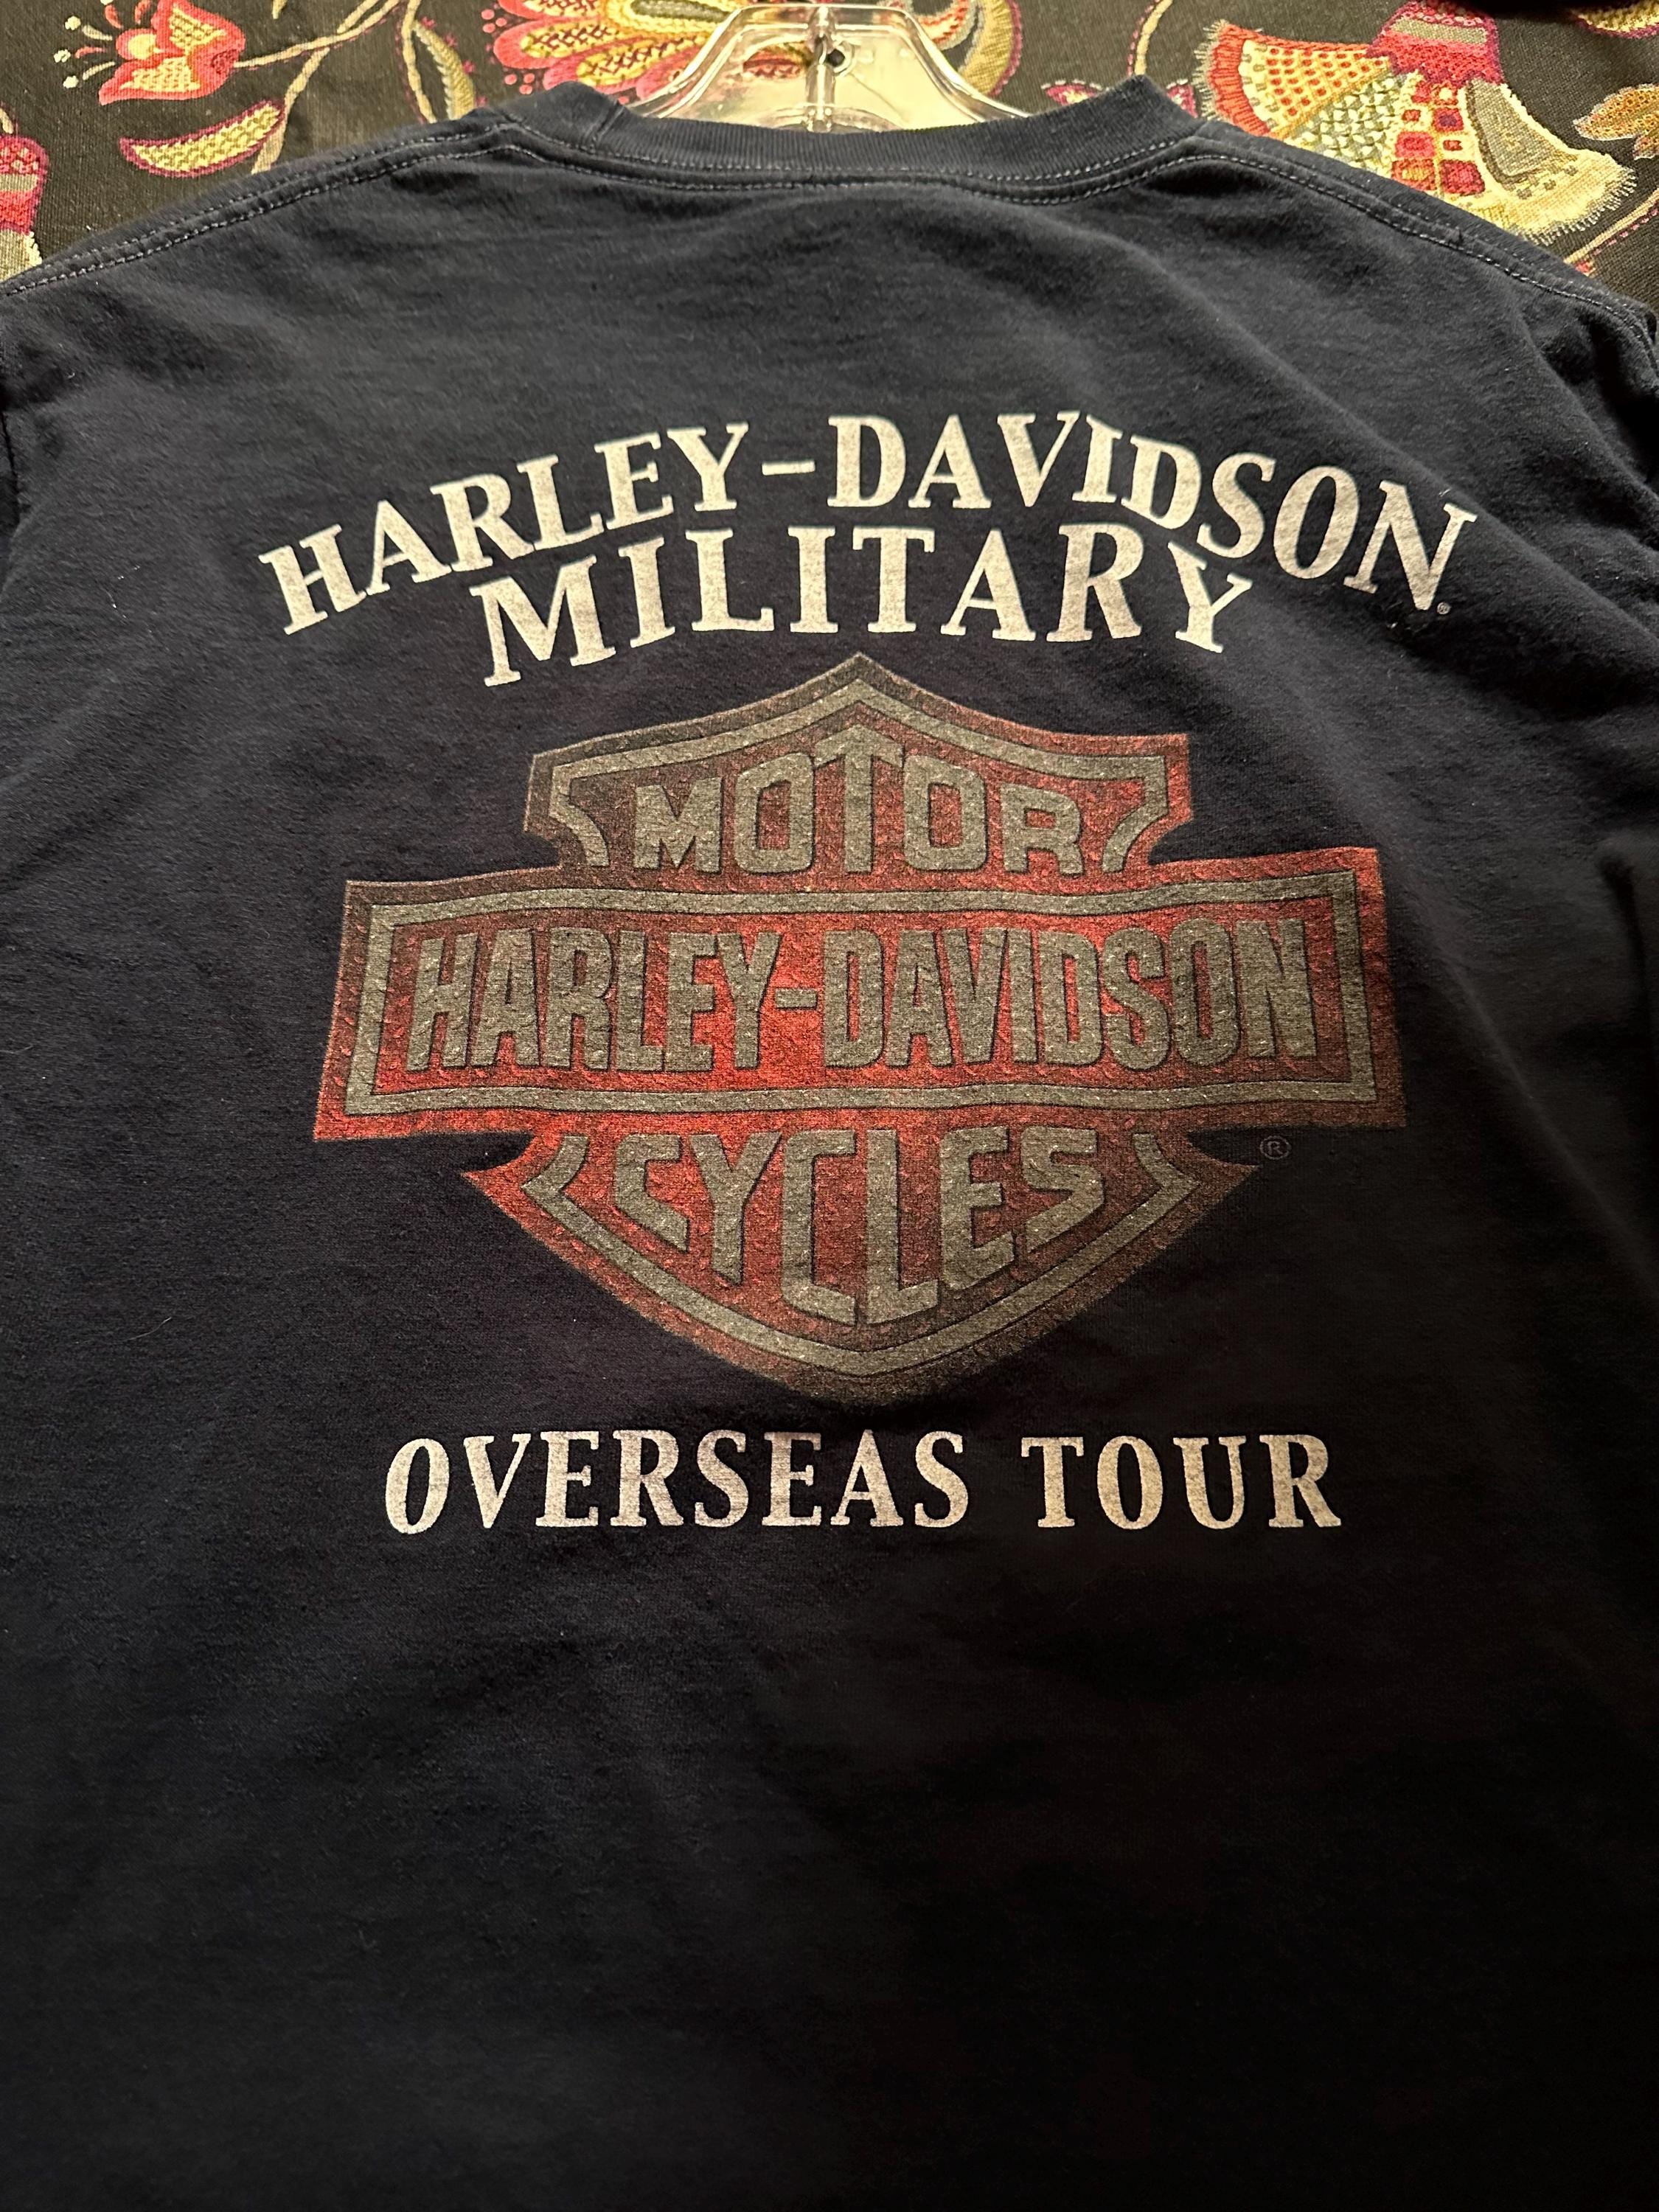 HARLEY-DAVIDSON®
MILITARY
MOTOR
HARLEY-DAVIDSON
CYCLES
®
OVERSEAS TOUR